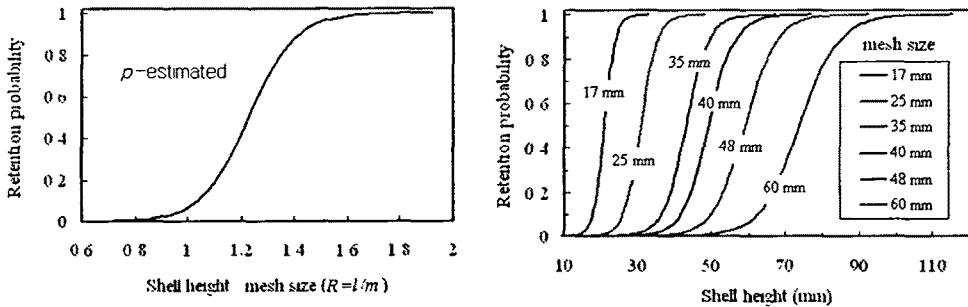 1
0 8
0 6
0 4
0 2
0
Retention probability
p-estimated
0 6
0 8
1
1 2
1 4
1 6
1 8
2
Shell height mesh size (R=l/m)
1
0 8
0 6
0 4
0 2
0
Retention probability
17 mm
25 mm
35 mm
40 mm
48 mm
60 mm
mesh size
17 mm
25 mm
35 mm
40 mm
48 mm
60 mm
10
30
50
70
90
110
Shell height (mm)